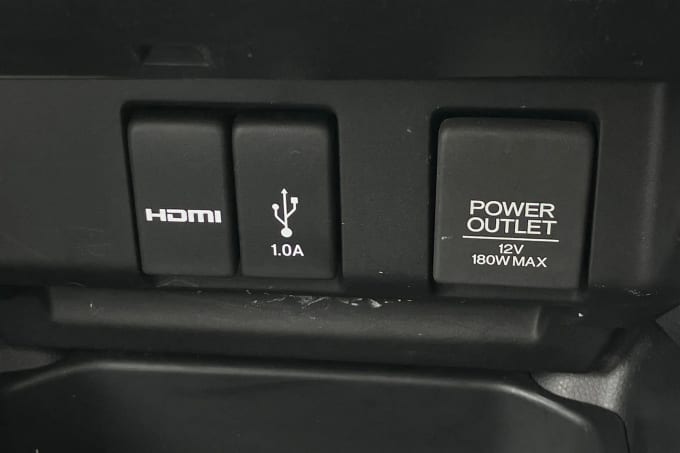 HDMI
1.0A
POWER
OUTLET
12V
180W MAX